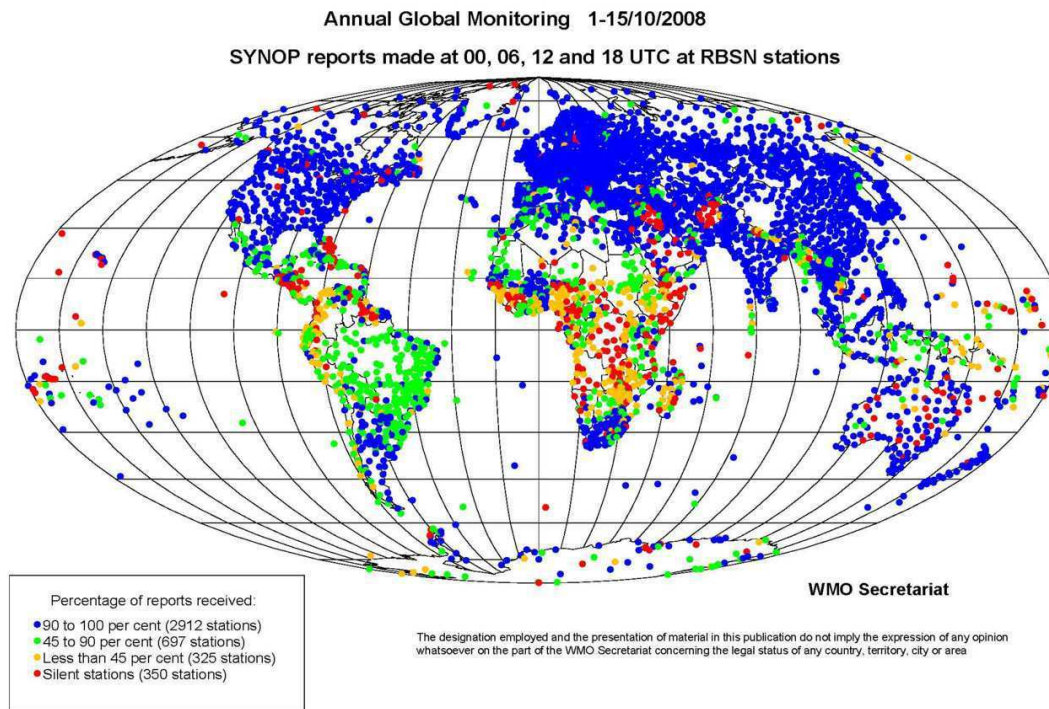 Annual Global Monitoring 1-15/10/2008
SYNOP reports made at 00, 06, 12 and 18 UTC at RBSN stations
WMO Secretariat
Percentage of reports received:
90 to 100 per cent (2912 stations)
45 to 90 per cent (697 stations)
Less than 45 per cent (325 stations)
Silent stations (350 stations)
The designation employed and the presentation of material in this publication do not imply the expression of any opinion
whatsoever on the part of the WMO Secretariat concerning the legal status of any country, territory, city or area